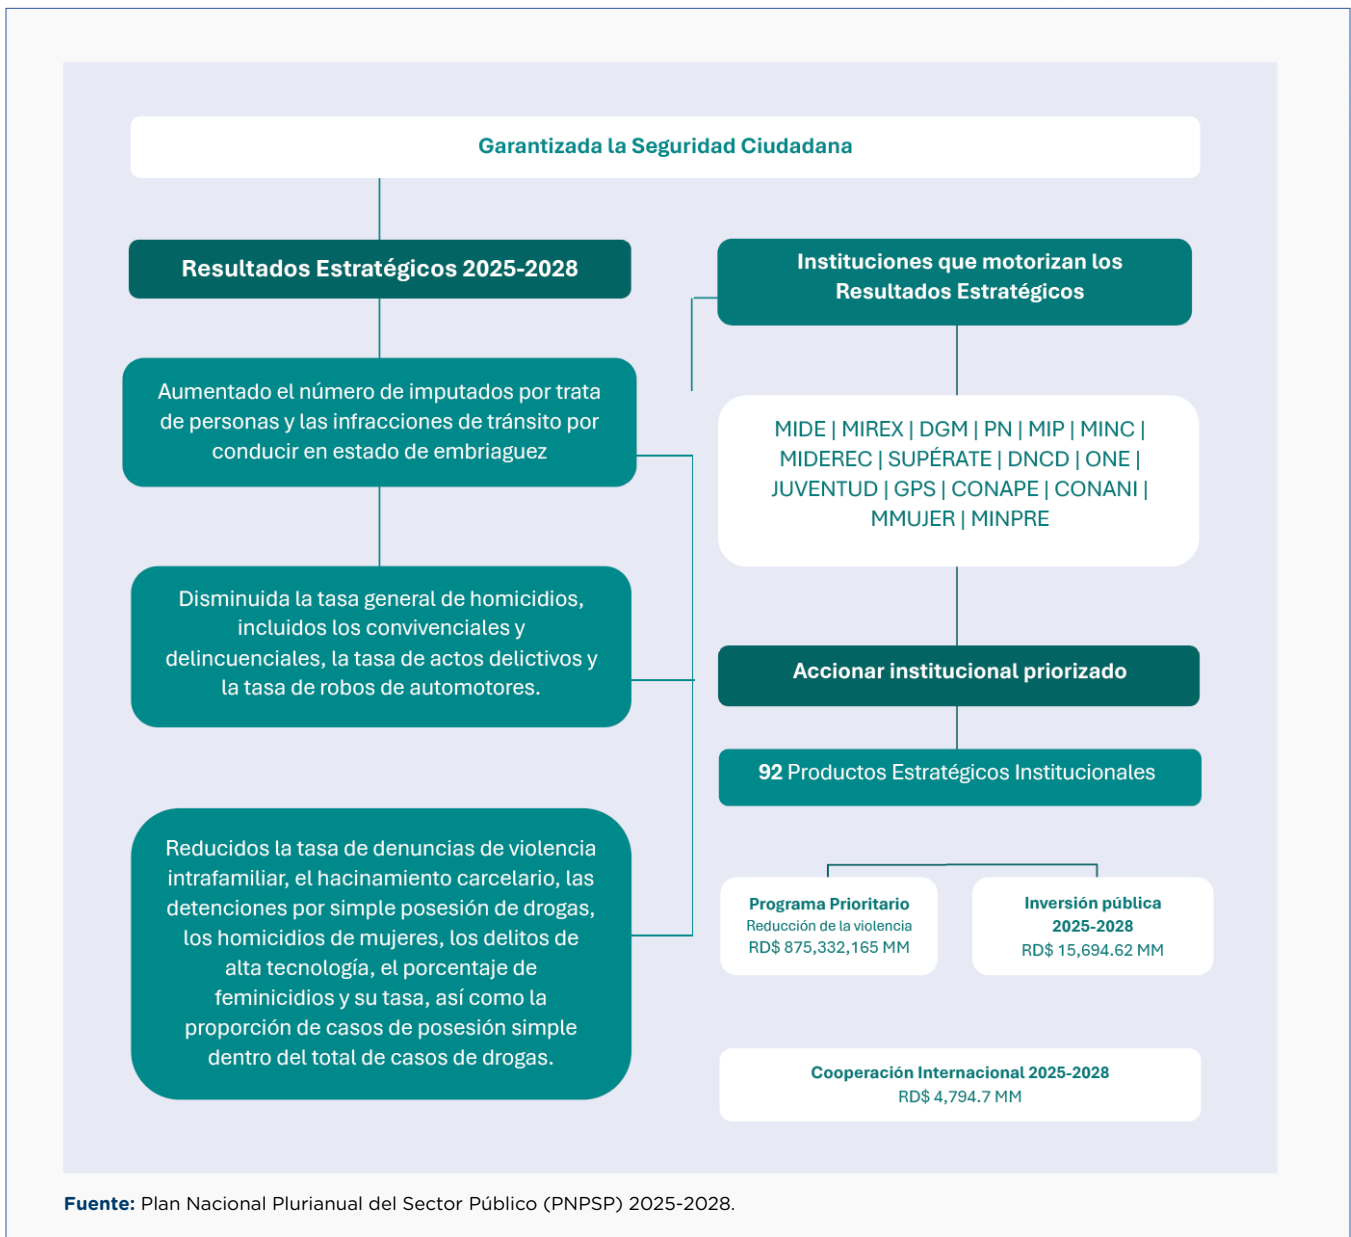 Garantizada la Seguridad Ciudadana
Resultados Estratégicos 2025-2028
Aumentado el número de imputados por trata
de personas y las infracciones de tránsito por
conducir en estado de embriaguez
Disminuida la tasa general de homicidios,
incluidos los convivenciales y
delincuenciales, la tasa de actos delictivos y
la tasa de robos de automotores.
Reducidos la tasa de denuncias de violencia
intrafamiliar, el hacinamiento carcelario, las
detenciones por simple posesión de drogas,
los homicidios de mujeres, los delitos de
alta tecnología, el porcentaje de
feminicidios y su tasa, así como la
proporción de casos de posesión simple
dentro del total de casos de drogas.
Instituciones que motorizan los
Resultados Estratégicos
MIDE | MIREX | DGM | PN | MIP | MINC |
MIDEREC | SUPÉRATE | DNCD | ONE |
JUVENTUD | GPS | CONAPE | CONANI |
MMUJER | MINPRE
Accionar institucional priorizado
92 Productos Estratégicos Institucionales
Programa Prioritario
Reducción de la violencia
RD$ 875,332,165 MM
Inversión pública
2025-2028
RD$ 15,694.62 MM
Cooperación Internacional 2025-2028
RD$ 4,794.7 MM
Fuente: Plan Nacional Plurianual del Sector Público (PNPSP) 2025-2028.